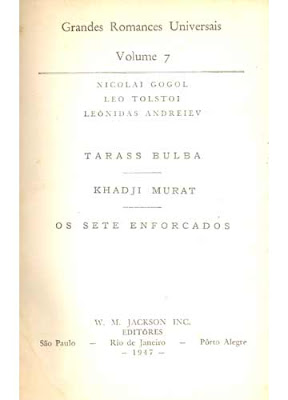 Grandes Romances Universais
Volume 7
NICOLAI GOGOL
LEO TOLSTOI
LEONIDAS ANDREIEV
TARASS BULBA
KHADJI MURAT
OS SETE ENFORCADOS
W. M. JACKSON INC.
EDITÔRES
São Paulo — Rio de Janeiro — Pôrto Alegre
— 1947 —